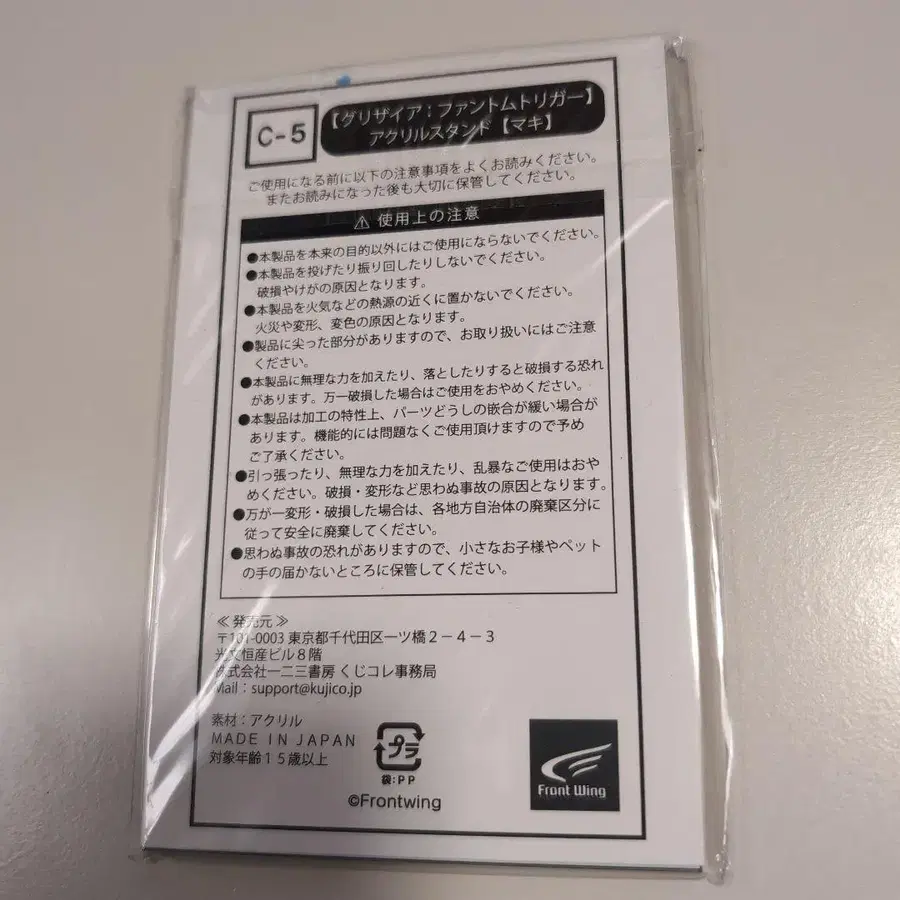 C-5
【グリザイア：ファントムトリガー】
アクリルスタンド【マキ】
ご使用になる前に以下の注意事項をよくお読みください。
またお読みになった後も大切に保管してください。
⚠ 使用上の注意
●本製品を本来の目的以外にはご使用にならないでください。
●本製品を投げたり振り回したりしないでください。
破損やけがの原因となります。
●本製品を火気などの熱源の近くに置かないでください。
火災や変形、変色の原因となります。
●製品に尖った部分がありますので、お取り扱いにはご注意
ください。
●本製品に無理な力を加えたり、落としたりすると破損する恐れ
があります。万一破損した場合はご使用をおやめください。
●本製品は加工の特性上、パーツどうしの嵌合が緩い場合が
あります。機能的には問題なくご使用頂けますので予め
ご了承ください。
●引っ張ったり、無理な力を加えたり、乱暴なご使用はおや
めください。破損・変形など思わぬ事故の原因となります。
●万が一変形・破損した場合は、各地方自治体の廃棄区分に
従って安全に廃棄してください。
●思わぬ事故の恐れがありますので、小さなお子様やペット
の手の届かないところに保管してください。
≪発売元≫
〒101-0003 東京都千代田区一ツ橋２－４－３
光文恒産ビル８階
株式会社一二三書房 くじコレ事務局
Mail：support@kujico.jp
素材：アクリル
MADE IN JAPAN
対象年齢１５歳以上
プラ
袋：PP
©Frontwing
Front Wing